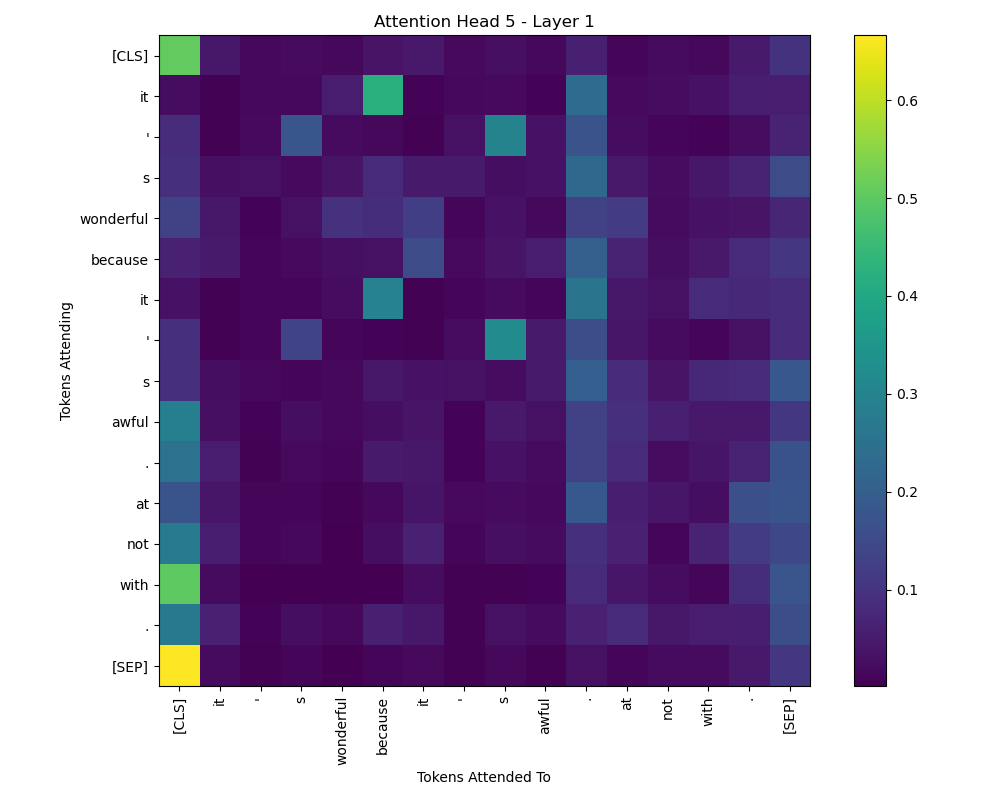 Attention Head 5 - Layer 1
[CLS]
it
'
s
wonderful
because
it
'
s
awful
.
at
not
with
.
[SEP]
Tokens Attending
[CLS]
it
'
s
wonderful
because
it
'
s
awful
.
at
not
with
.
[SEP]
Tokens Attended To
0.6
0.5
0.4
0.3
0.2
0.1